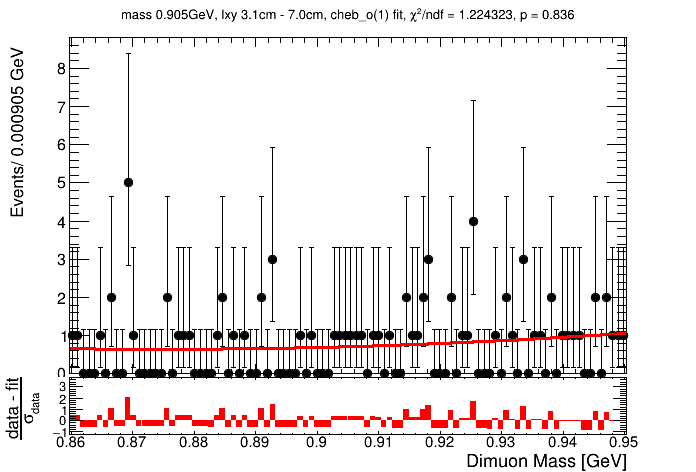 mass 0.905GeV, lxy 3.1cm - 7.0cm, cheb_o(1) fit, χ²/ndf = 1.224323, p = 0.836
Events/ 0.000905 GeV
8
7
6
5
4
3
2
1
0
data - fit
σdata
3
2
1
0
−1
0.86 0.87 0.88 0.89 0.9 0.91 0.92 0.93 0.94 0.95
Dimuon Mass [GeV]